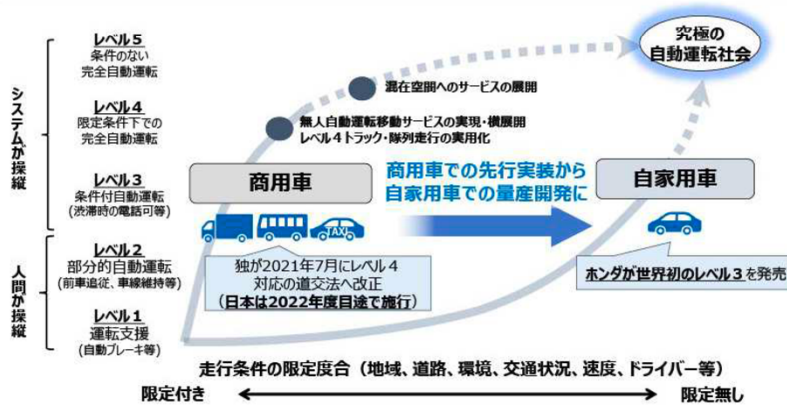 システムが操縦
人間が操縦
レベル5
条件のない
完全自動運転
レベル4
限定条件下での
完全自動運転
レベル3
条件付自動運転
(渋滞時の電話可等)
レベル2
部分的自動運転
(前車追従、車線維持等)
レベル1
運転支援
(自動ブレーキ等)
究極の
自動運転社会
混在空間へのサービスの展開
無人自動運転移動サービスの実現・横展開
レベル4トラック・隊列走行の実用化
商用車
商用車での先行実装から
自家用車での量産開発に
自家用車
TAXI
独が2021年7月にレベル4
対応の道交法へ改正
(日本は2022年度目途で施行)
ホンダが世界初のレベル3を発売
走行条件の限定度合(地域、道路、環境、交通状況、速度、ドライバー等)
限定付き
限定無し